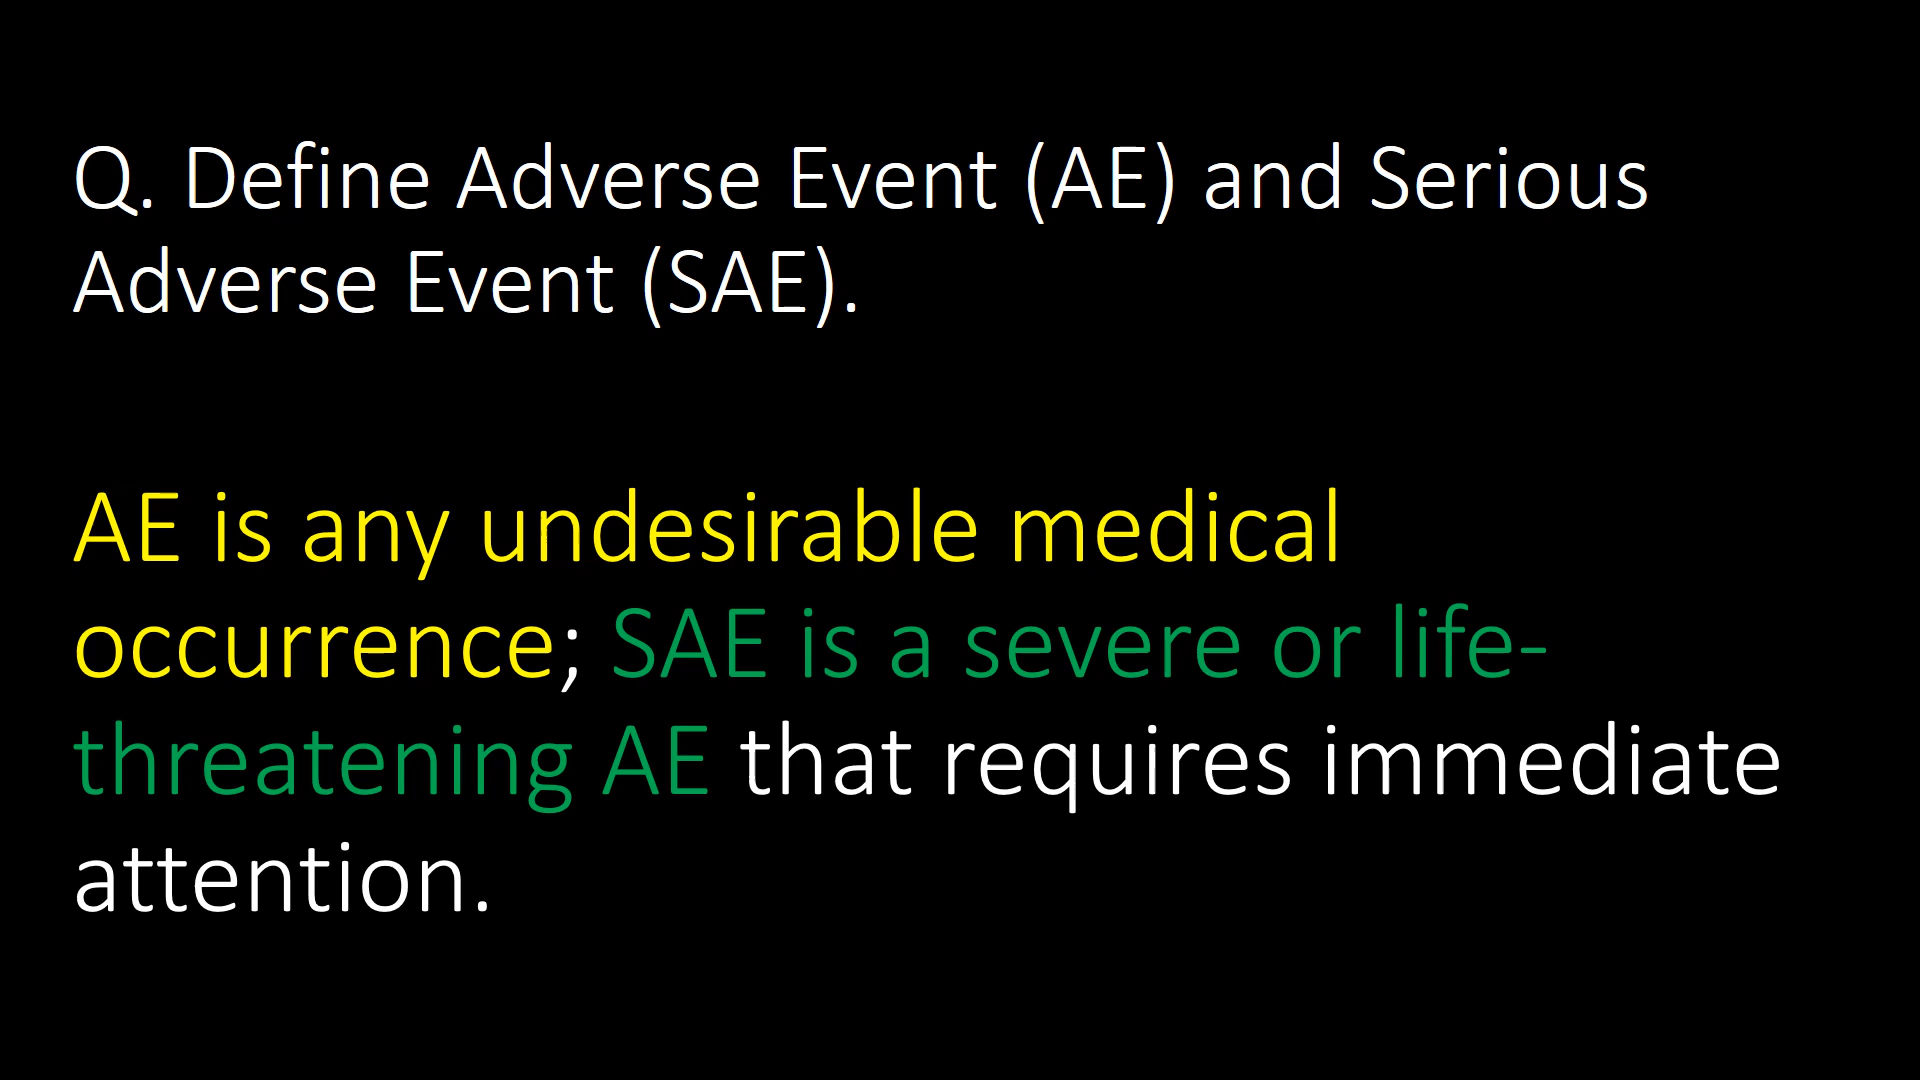 Q. Define Adverse Event (AE) and Serious
Adverse Event (SAE).
AE is any undesirable medical
occurrence; SAE is a severe or life-
threatening AE that requires immediate
attention.